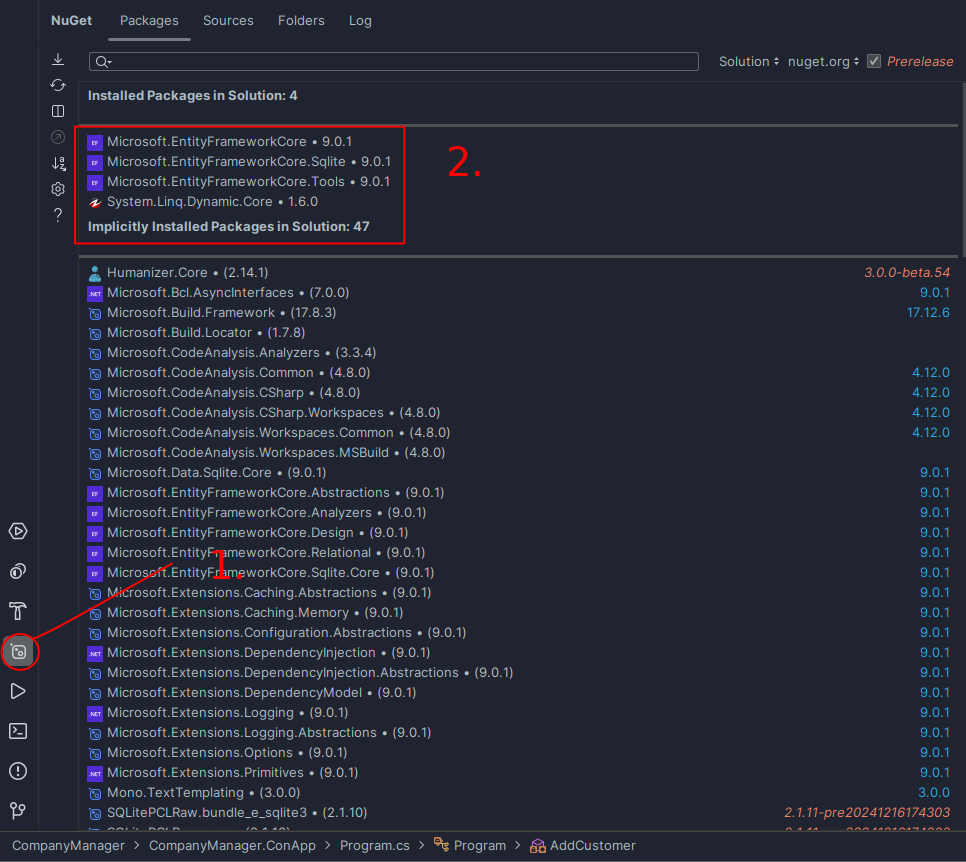 NuGet Packages Sources Folders Log
Solution nuget.org Prerelease
Installed Packages in Solution: 4
Microsoft.EntityFrameworkCore • 9.0.1
Microsoft.EntityFrameworkCore.Sqlite • 9.0.1
Microsoft.EntityFrameworkCore.Tools • 9.0.1
System.Linq.Dynamic.Core • 1.6.0
2.
Implicitly Installed Packages in Solution: 47
Humanizer.Core • (2.14.1) 3.0.0-beta.54
Microsoft.Bcl.AsyncInterfaces • (7.0.0) 9.0.1
Microsoft.Build.Framework • (17.8.3) 17.12.6
Microsoft.Build.Locator • (1.7.8)
Microsoft.CodeAnalysis.Analyzers • (3.3.4)
Microsoft.CodeAnalysis.Common • (4.8.0) 4.12.0
Microsoft.CodeAnalysis.CSharp • (4.8.0) 4.12.0
Microsoft.CodeAnalysis.CSharp.Workspaces • (4.8.0) 4.12.0
Microsoft.CodeAnalysis.Workspaces.Common • (4.8.0) 4.12.0
Microsoft.CodeAnalysis.Workspaces.MSBuild • (4.8.0)
Microsoft.Data.Sqlite.Core • (9.0.1) 9.0.1
Microsoft.EntityFrameworkCore.Abstractions • (9.0.1) 9.0.1
Microsoft.EntityFrameworkCore.Analyzers • (9.0.1) 9.0.1
Microsoft.EntityFrameworkCore.Design • (9.0.1) 9.0.1
Microsoft.EntityFrameworkCore.Relational • (9.0.1) 9.0.1
1.
Microsoft.EntityFrameworkCore.Sqlite.Core • (9.0.1) 9.0.1
Microsoft.Extensions.Caching.Abstractions • (9.0.1) 9.0.1
Microsoft.Extensions.Caching.Memory • (9.0.1) 9.0.1
Microsoft.Extensions.Configuration.Abstractions • (9.0.1) 9.0.1
Microsoft.Extensions.DependencyInjection • (9.0.1) 9.0.1
Microsoft.Extensions.DependencyInjection.Abstractions • (9.0.1) 9.0.1
Microsoft.Extensions.DependencyModel • (9.0.1) 9.0.1
Microsoft.Extensions.Logging • (9.0.1) 9.0.1
Microsoft.Extensions.Logging.Abstractions • (9.0.1) 9.0.1
Microsoft.Extensions.Options • (9.0.1) 9.0.1
Microsoft.Extensions.Primitives • (9.0.1) 9.0.1
Mono.TextTemplating • (3.0.0) 3.0.0
SQLitePCLRaw.bundle_e_sqlite3 • (2.1.10) 2.1.11-pre20241216174303
CompanyManager > CompanyManager.ConApp > Program.cs > Program > AddCustomer